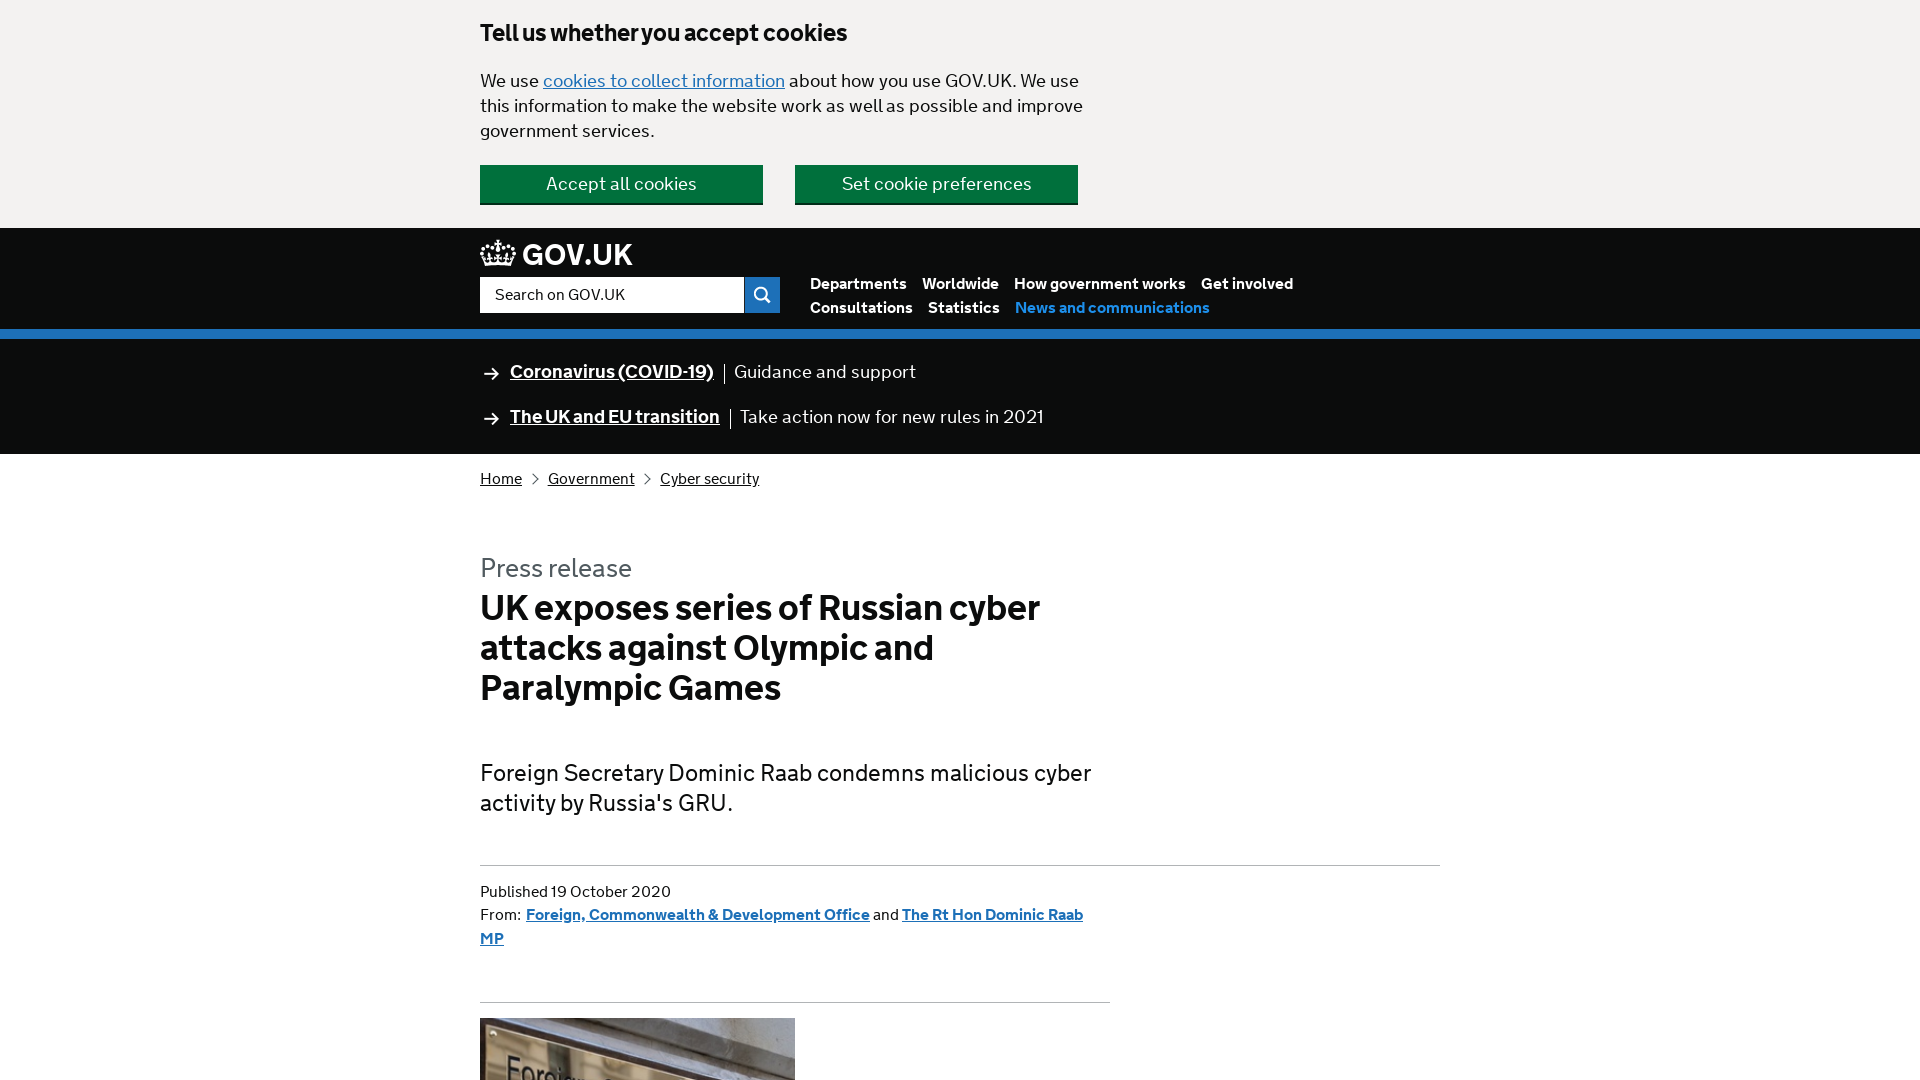 Tell us whether you accept cookies
We use cookies to collect information about how you use GOV.UK. We use
this information to make the website work as well as possible and improve
government services.
Accept all cookies
Set cookie preferences
GOV.UK
Search on GOV.UK
Departments Worldwide How government works Get involved
Consultations Statistics News and communications
Coronavirus (COVID-19) Guidance and support
The UK and EU transition Take action now for new rules in 2021
Home Government Cyber security
Press release
UK exposes series of Russian cyber
attacks against Olympic and
Paralympic Games
Foreign Secretary Dominic Raab condemns malicious cyber
activity by Russia's GRU.
Published 19 October 2020
From: Foreign, Commonwealth & Development Office and The Rt Hon Dominic Raab
MP